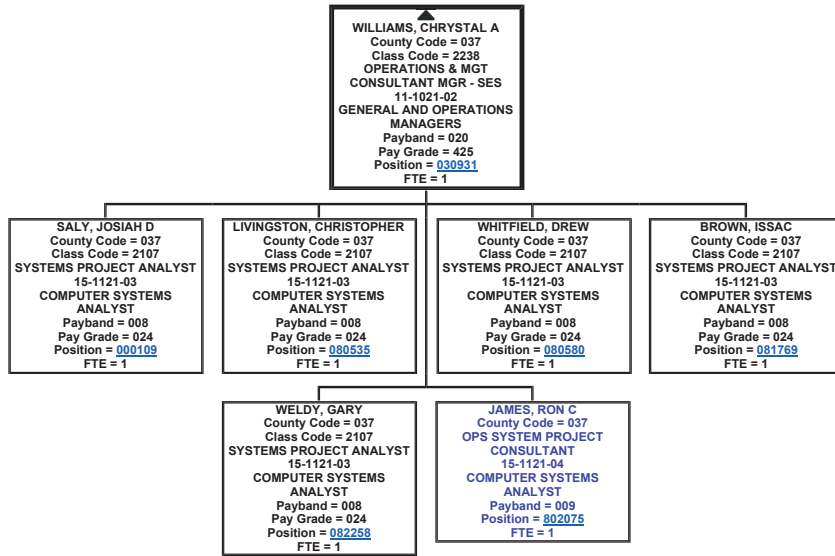 WILLIAMS, CHRYSTAL A
County Code = 037
Class Code = 2238
OPERATIONS & MGT
CONSULTANT MGR - SES
11-1021-02
GENERAL AND OPERATIONS
MANAGERS
Payband = 020
Pay Grade = 425
Position = 030931
FTE = 1
SALY, JOSIAH D
County Code = 037
Class Code = 2107
SYSTEMS PROJECT ANALYST
15-1121-03
COMPUTER SYSTEMS
ANALYST
Payband = 008
Pay Grade = 024
Position = 000109
FTE = 1
LIVINGSTON, CHRISTOPHER
County Code = 037
Class Code = 2107
SYSTEMS PROJECT ANALYST
15-1121-03
COMPUTER SYSTEMS
ANALYST
Payband = 008
Pay Grade = 024
Position = 080535
FTE = 1
WHITFIELD, DREW
County Code = 037
Class Code = 2107
SYSTEMS PROJECT ANALYST
15-1121-03
COMPUTER SYSTEMS
ANALYST
Payband = 008
Pay Grade = 024
Position = 080580
FTE = 1
BROWN, ISSAC
County Code = 037
Class Code = 2107
SYSTEMS PROJECT ANALYST
15-1121-03
COMPUTER SYSTEMS
ANALYST
Payband = 008
Pay Grade = 024
Position = 081769
FTE = 1
WELDY, GARY
County Code = 037
Class Code = 2107
SYSTEMS PROJECT ANALYST
15-1121-03
COMPUTER SYSTEMS
ANALYST
Payband = 008
Pay Grade = 024
Position = 082258
FTE = 1
JAMES, RON C
County Code = 037
OPS SYSTEM PROJECT
CONSULTANT
15-1121-04
COMPUTER SYSTEMS
ANALYST
Payband = 009
Position = 802075
FTE = 1